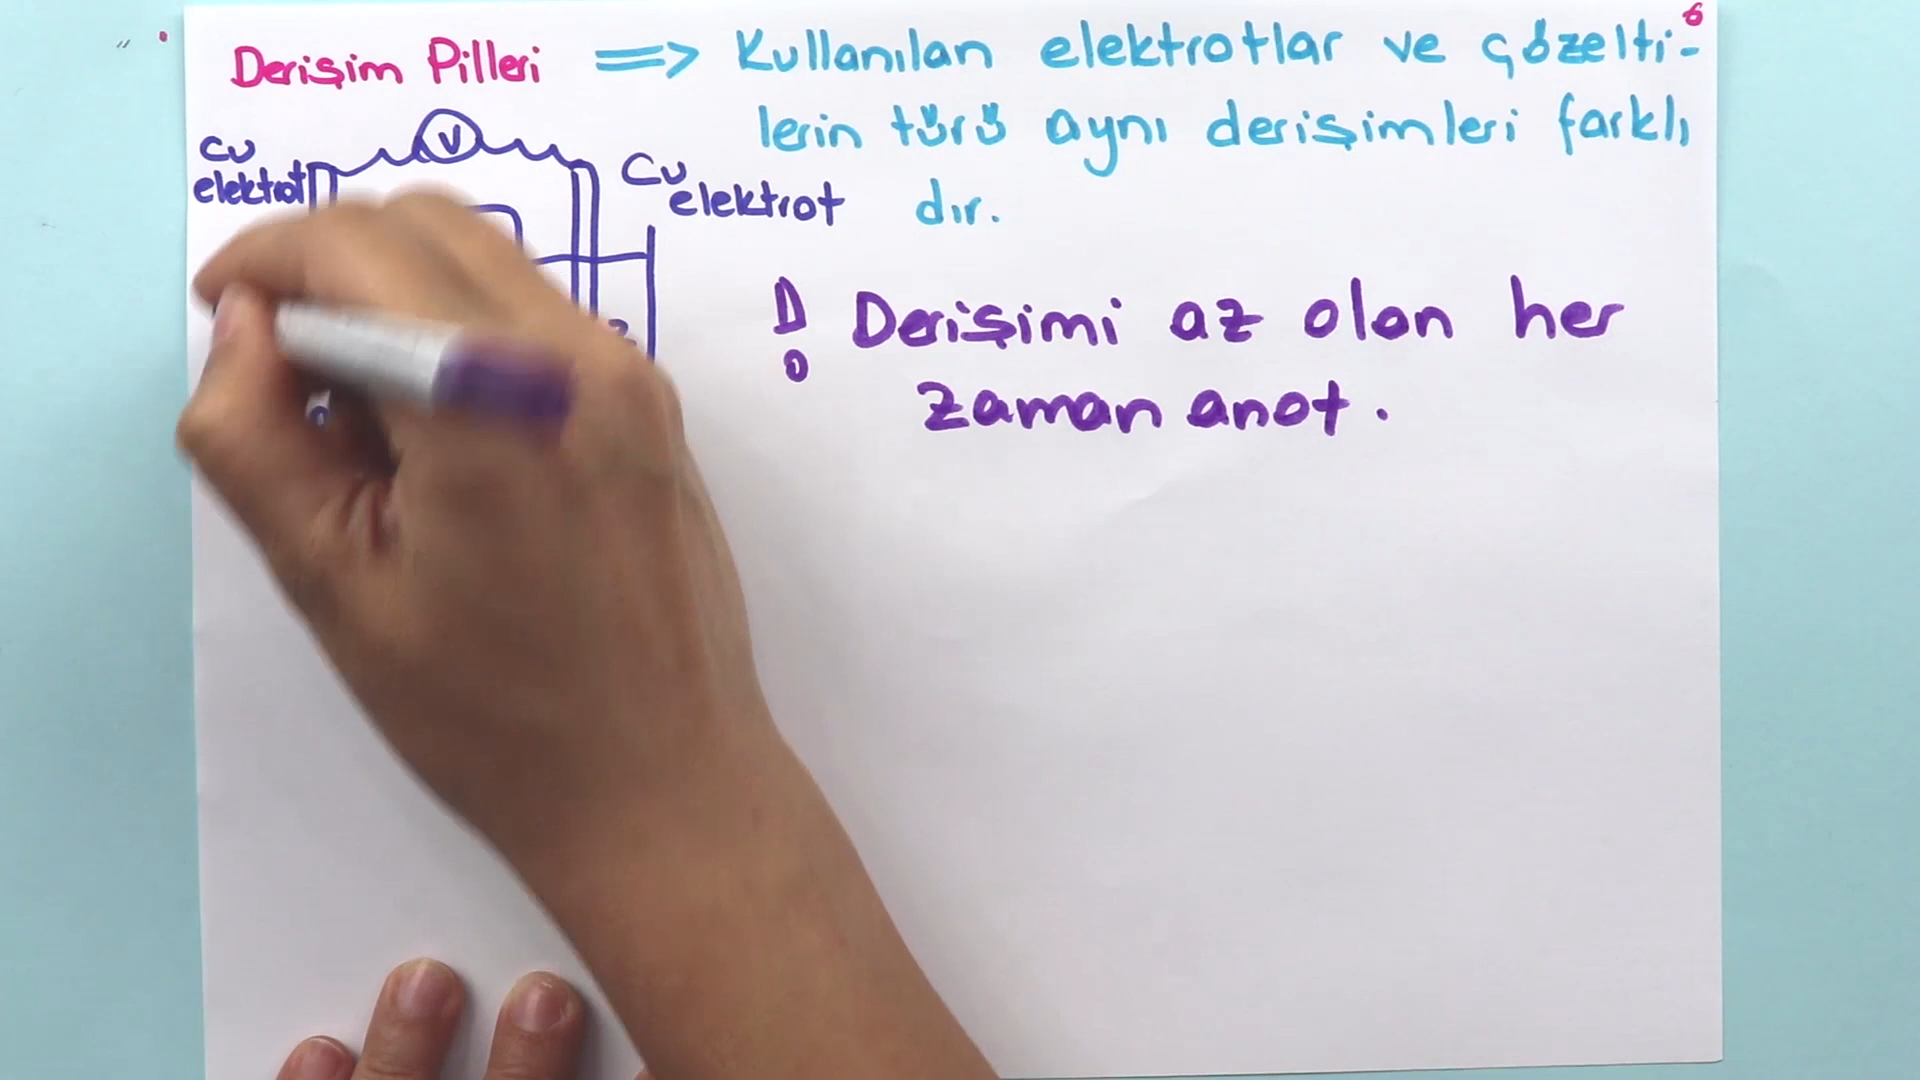 6
Derişim Pilleri => Kullanılan elektrotlar ve çözelti-
lerin türü aynı derişimleri farklı
dır.
V
Cu
elektrot
Cu
elektrot
! Derişimi az olan her
zaman anot.